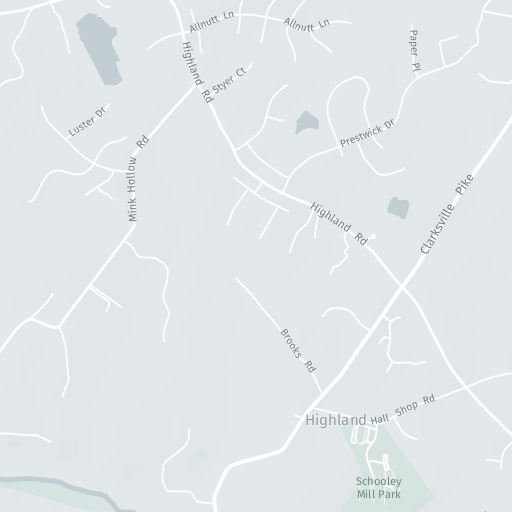 Allnutt Ln
Allnutt Ln
Highland Rd
Styer Ct
Paper Pl
Luster Dr
Prestwick Dr
Mink Hollow Rd
Highland Rd
Clarksville Pike
Brooks Rd
Highland
Hall Shop Rd
Schooley
Mill Park